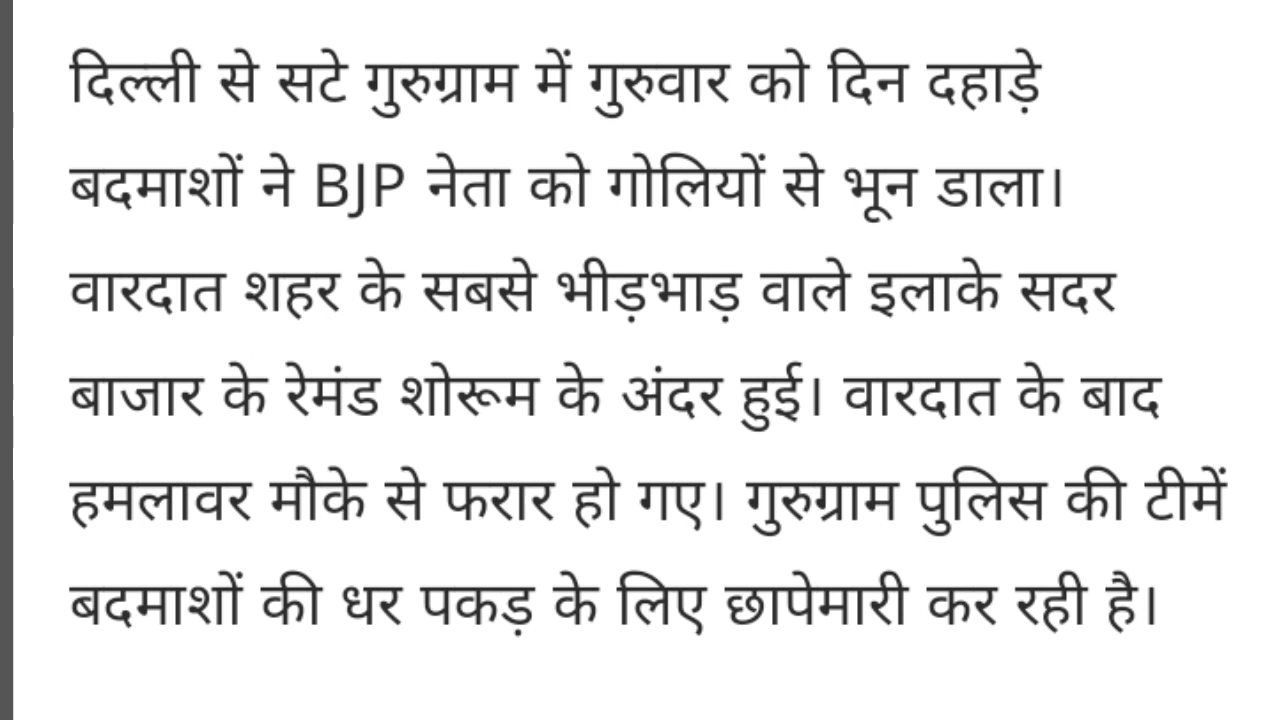 दिल्ली से सटे गुरुग्राम में गुरुवार को दिन दहाड़े
बदमाशों ने BJP नेता को गोलियों से भून डाला।
वारदात शहर के सबसे भीड़भाड़ वाले इलाके सदर
बाजार के रेमंड शोरूम के अंदर हुई। वारदात के बाद
हमलावर मौके से फरार हो गए। गुरुग्राम पुलिस की टीमें
बदमाशों की धर पकड़ के लिए छापेमारी कर रही है।